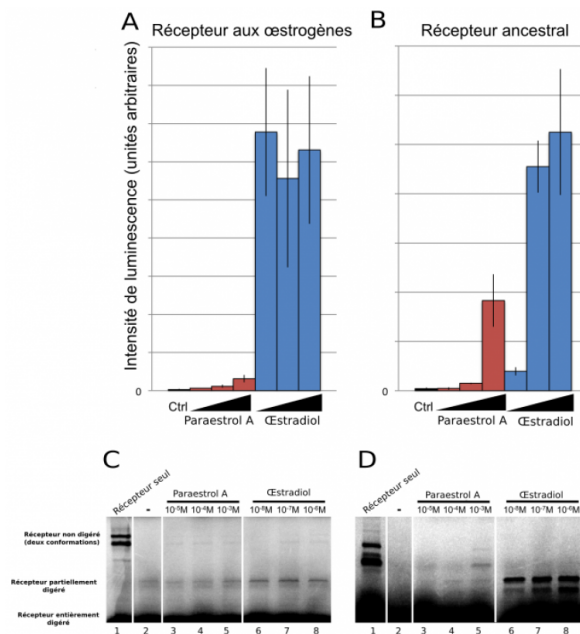 A
Récepteur aux œstrogènes
B
Récepteur ancestral
Intensité de luminescence (unités arbitraires)
0
0
Ctrl
Paraestrol A
Œstradiol
Ctrl
Paraestrol A
Œstradiol
C
Récepteur seul
-
Paraestrol A
Œstradiol
10⁻⁵M 10⁻⁴M 10⁻³M
10⁻⁸M 10⁻⁷M 10⁻⁶M
D
Récepteur seul
-
Paraestrol A
Œstradiol
10⁻⁵M 10⁻⁴M 10⁻³M
10⁻⁸M 10⁻⁷M 10⁻⁶M
Récepteur non digéré
(deux conformations)
Récepteur partiellement
digéré
Récepteur entièrement
digéré
1 2 3 4 5 6 7 8
1 2 3 4 5 6 7 8